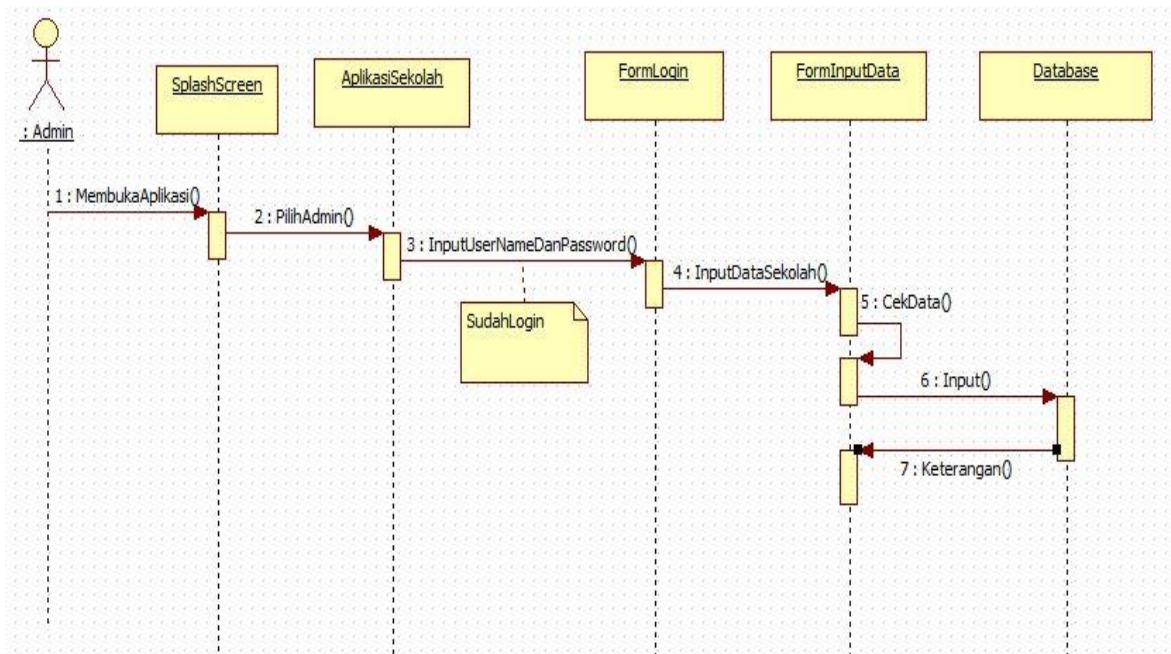 : Admin
SplashScreen
AplikasiSekolah
FormLogin
FormInputData
Database
1 : MembukaAplikasi()
2 : PilihAdmin()
3 : InputUserNameDanPassword()
SudahLogin
4 : InputDataSekolah()
5 : CekData()
6 : Input()
7 : Keterangan()